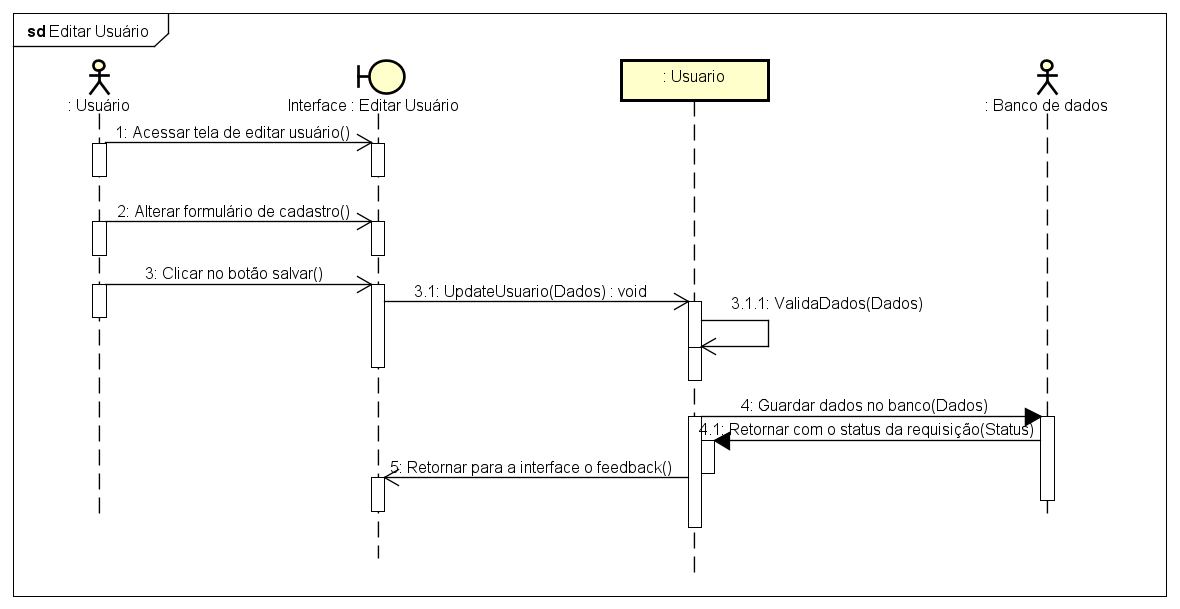 sd Editar Usuário
: Usuário
Interface : Editar Usuário
: Usuario
: Banco de dados
1: Acessar tela de editar usuário()
2: Alterar formulário de cadastro()
3: Clicar no botão salvar()
3.1: UpdateUsuario(Dados) : void
3.1.1: ValidaDados(Dados)
4: Guardar dados no banco(Dados)
4.1: Retornar com o status da requisição(Status)
5: Retornar para a interface o feedback()